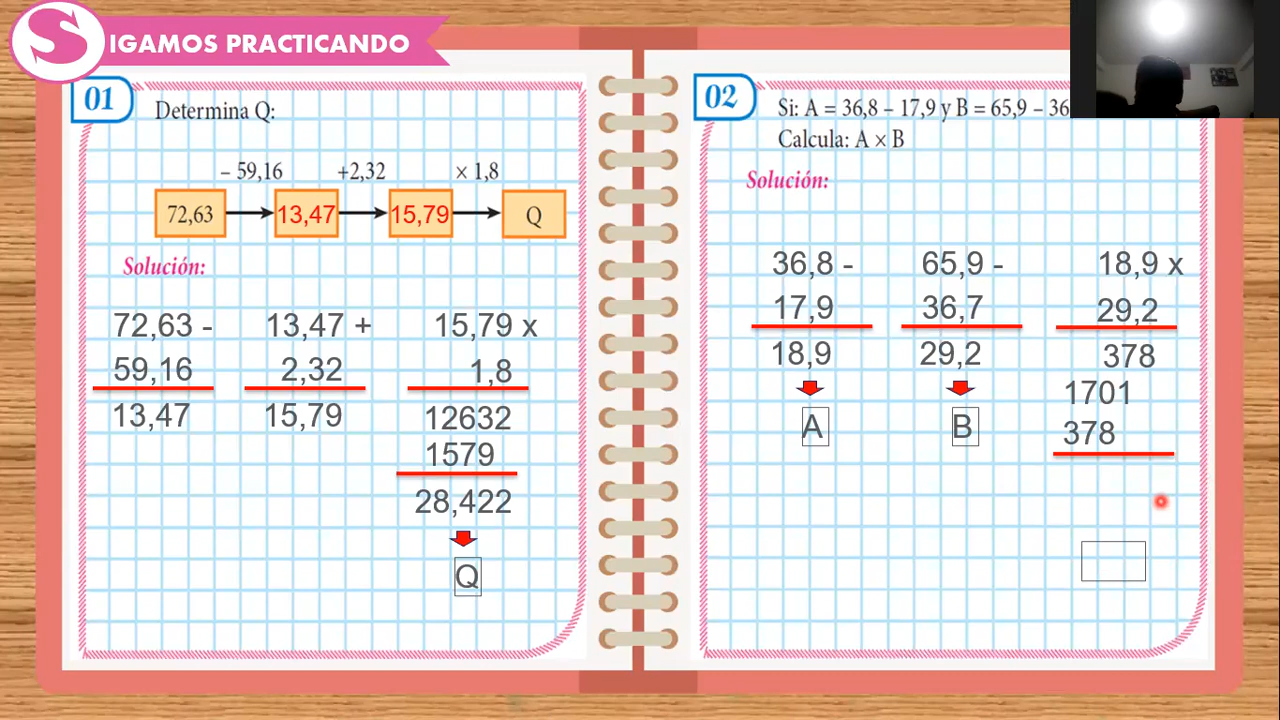 SIGAMOS PRACTICANDO
01
Determina Q:
– 59,16 +2,32 × 1,8
72,63 13,47 15,79 Q
Solución:
72,63 - 13,47 + 15,79 x
59,16 2,32 1,8
13,47 15,79 12632
1579
28,422
Q
02
Si: A = 36,8 – 17,9 y B = 65,9 – 36
Calcula: A × B
Solución:
36,8 - 65,9 - 18,9 x
17,9 36,7 29,2
18,9 29,2 378
1701
A B 378